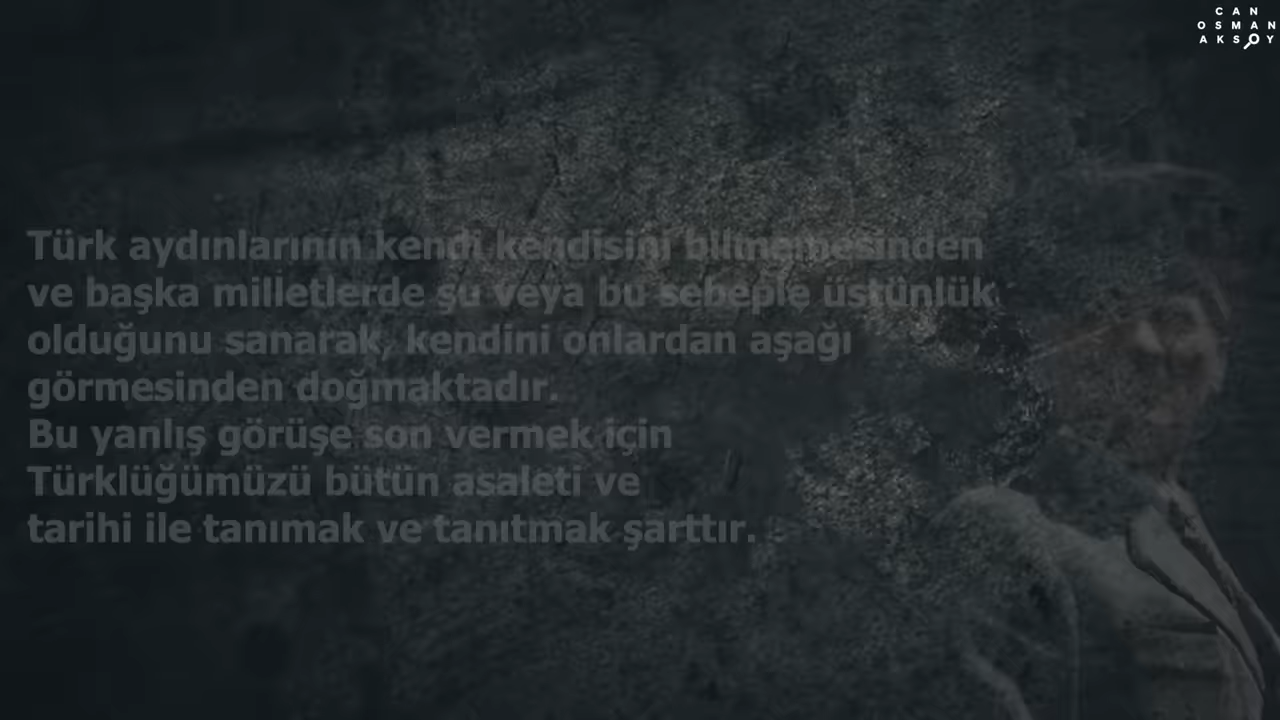 CAN
OSMAN
AKSOY
Türk aydınlarının kendi kendisini bilmemesinden
ve başka milletlerde şu veya bu sebeple üstünlük
olduğunu sanarak, kendini onlardan aşağı
görmesinden doğmaktadır.
Bu yanlış görüşe son vermek için
Türklüğümüzü bütün asaleti ve
tarihi ile tanımak ve tanıtmak şarttır.